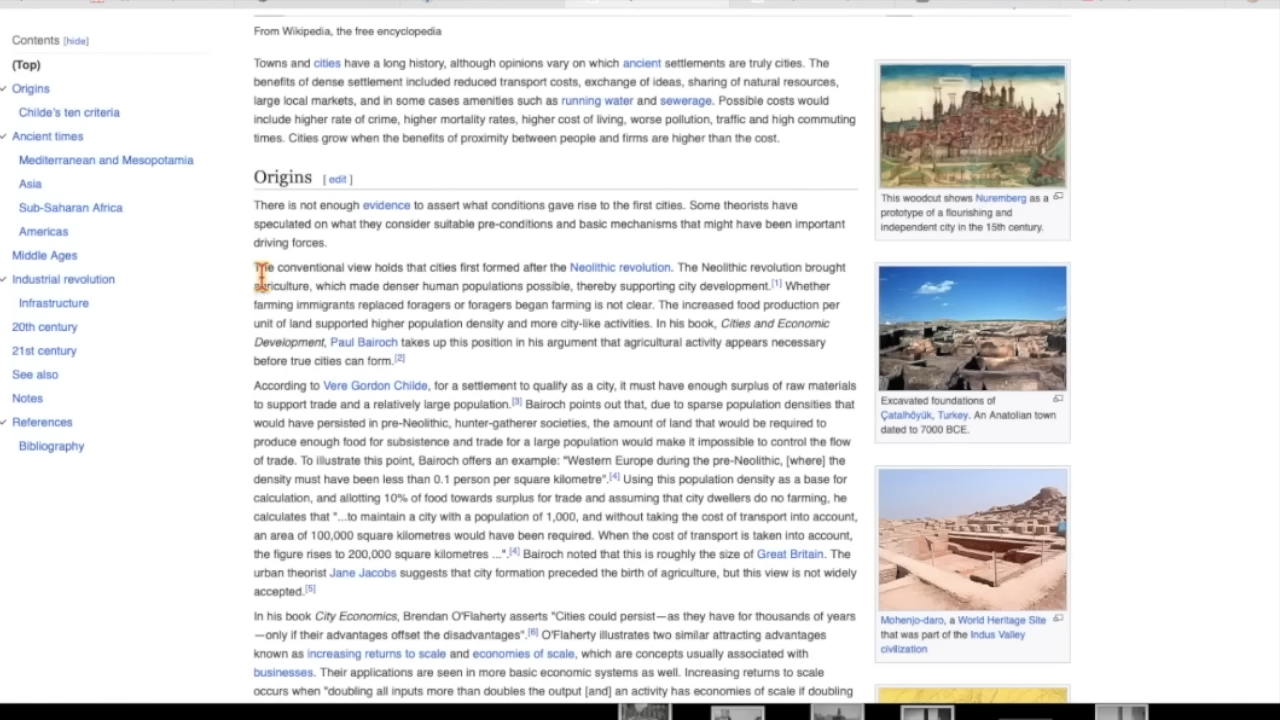 Contents [hide]
(Top)
Origins
Childe's ten criteria
Ancient times
Mediterranean and Mesopotamia
Asia
Sub-Saharan Africa
Americas
Middle Ages
Industrial revolution
Infrastructure
20th century
21st century
See also
Notes
References
Bibliography
From Wikipedia, the free encyclopedia
Towns and cities have a long history, although opinions vary on which ancient settlements are truly cities. The
benefits of dense settlement included reduced transport costs, exchange of ideas, sharing of natural resources,
large local markets, and in some cases amenities such as running water and sewerage. Possible costs would
include higher rate of crime, higher mortality rates, higher cost of living, worse pollution, traffic and high commuting
times. Cities grow when the benefits of proximity between people and firms are higher than the cost.
Origins [ edit ]
There is not enough evidence to assert what conditions gave rise to the first cities. Some theorists have
speculated on what they consider suitable pre-conditions and basic mechanisms that might have been important
driving forces.
The conventional view holds that cities first formed after the Neolithic revolution. The Neolithic revolution brought
agriculture, which made denser human populations possible, thereby supporting city development.[1] Whether
farming immigrants replaced foragers or foragers began farming is not clear. The increased food production per
unit of land supported higher population density and more city-like activities. In his book, Cities and Economic
Development, Paul Bairoch takes up this position in his argument that agricultural activity appears necessary
before true cities can form.[2]
According to Vere Gordon Childe, for a settlement to qualify as a city, it must have enough surplus of raw materials
to support trade and a relatively large population.[3] Bairoch points out that, due to sparse population densities that
would have persisted in pre-Neolithic, hunter-gatherer societies, the amount of land that would be required to
produce enough food for subsistence and trade for a large population would make it impossible to control the flow
of trade. To illustrate this point, Bairoch offers an example: "Western Europe during the pre-Neolithic, [where] the
density must have been less than 0.1 person per square kilometre".[4] Using this population density as a base for
calculation, and allotting 10% of food towards surplus for trade and assuming that city dwellers do no farming, he
calculates that "...to maintain a city with a population of 1,000, and without taking the cost of transport into account,
an area of 100,000 square kilometres would have been required. When the cost of transport is taken into account,
the figure rises to 200,000 square kilometres ...".[4] Bairoch noted that this is roughly the size of Great Britain. The
urban theorist Jane Jacobs suggests that city formation preceded the birth of agriculture, but this view is not widely
accepted.[5]
In his book City Economics, Brendan O'Flaherty asserts "Cities could persist—as they have for thousands of years
—only if their advantages offset the disadvantages".[6] O'Flaherty illustrates two similar attracting advantages
known as increasing returns to scale and economies of scale, which are concepts usually associated with
businesses. Their applications are seen in more basic economic systems as well. Increasing returns to scale
occurs when "doubling all inputs more than doubles the output [and] an activity has economies of scale if doubling
This woodcut shows Nuremberg as a
prototype of a flourishing and
independent city in the 15th century.
Excavated foundations of
Çatalhöyük, Turkey. An Anatolian town
dated to 7000 BCE.
Mohenjo-daro, a World Heritage Site
that was part of the Indus Valley
civilization